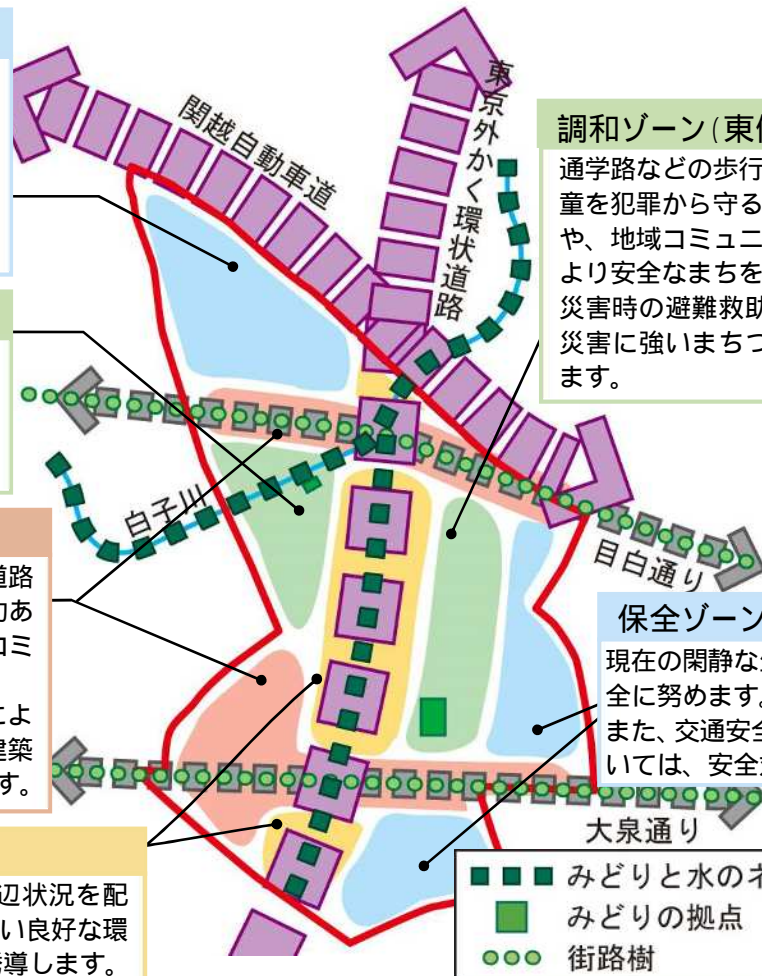 関越自動車道
東京外かく環状道路
調和ゾーン(東
通学路などの歩行
童を犯罪から守る
や、地域コミュニ
より安全なまちを
災害時の避難救助
災害に強いまちつ
ます。
白子川
目白通り
道路
あ
コミ
によ
建築
す。
保全ゾーン
現在の閑静な
全に努めます。
また、交通安全
いては、安全
大泉通り
辺状況を配
い良好な環
誘導します。
みどりと水のネ
みどりの拠点
街路樹